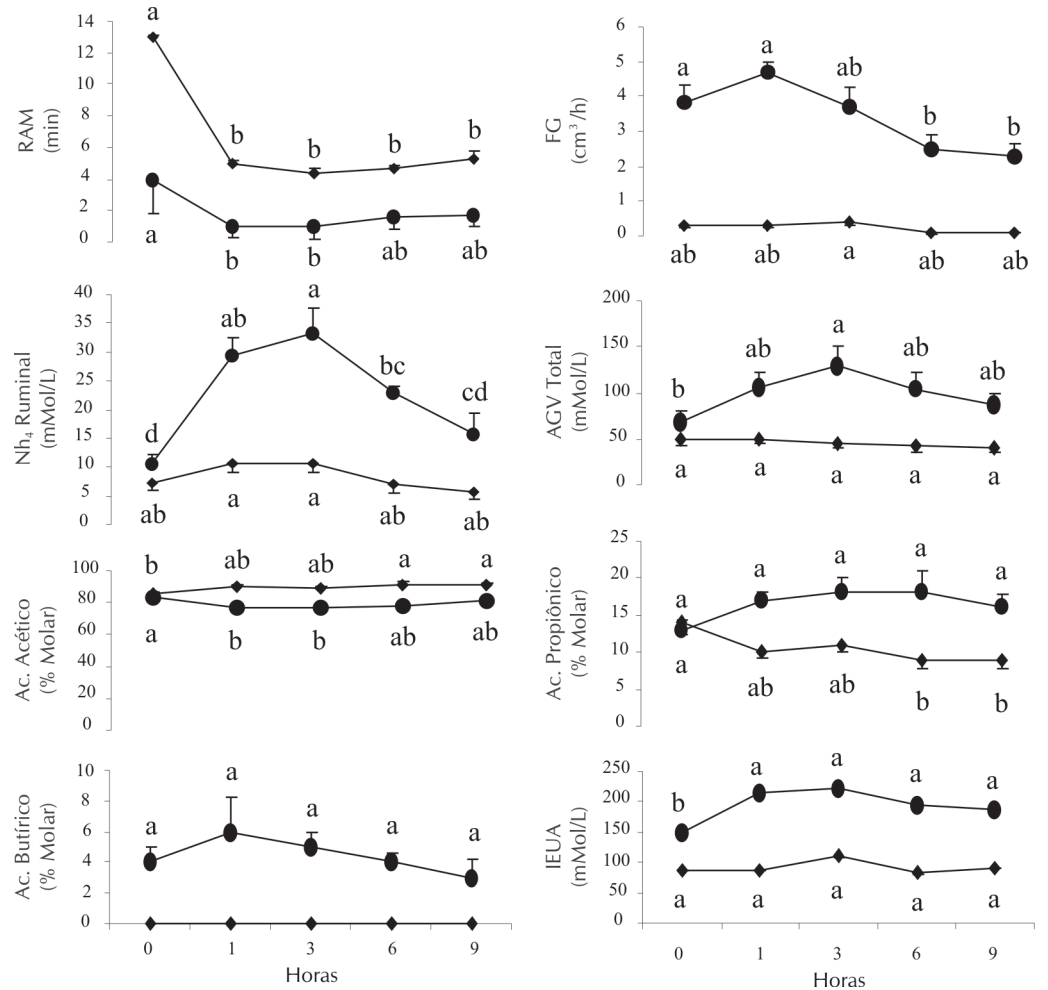 a
14
12
10
8
6
4
2
0
RAM
(min)
b
b
b
b
a
b
b
ab
ab
6
5
4
3
2
1
0
FG
(cm³/h)
a
a
ab
b
b
ab
ab
a
ab
ab
40
35
30
25
20
15
10
5
0
Nh₄ Ruminal
(mMol/L)
d
ab
a
bc
cd
ab
a
a
ab
ab
200
150
100
50
0
AGV Total
(mMol/L)
b
ab
a
ab
ab
a
a
a
a
a
100
80
60
40
20
0
80
60
40
20
0
Ac. Acético
(% Molar)
b
ab
ab
a
a
a
b
b
ab
ab
25
20
15
10
5
0
Ac. Propiônico
(% Molar)
a
a
a
a
a
a
ab
ab
b
b
10
8
6
4
2
0
Ac. Butírico
(% Molar)
a
a
a
a
a
0 1 3 6 9
Horas
250
200
150
100
50
0
IEUA
(mMol/L)
b
a
a
a
a
a
a
a
a
a
0 1 3 6 9
Horas